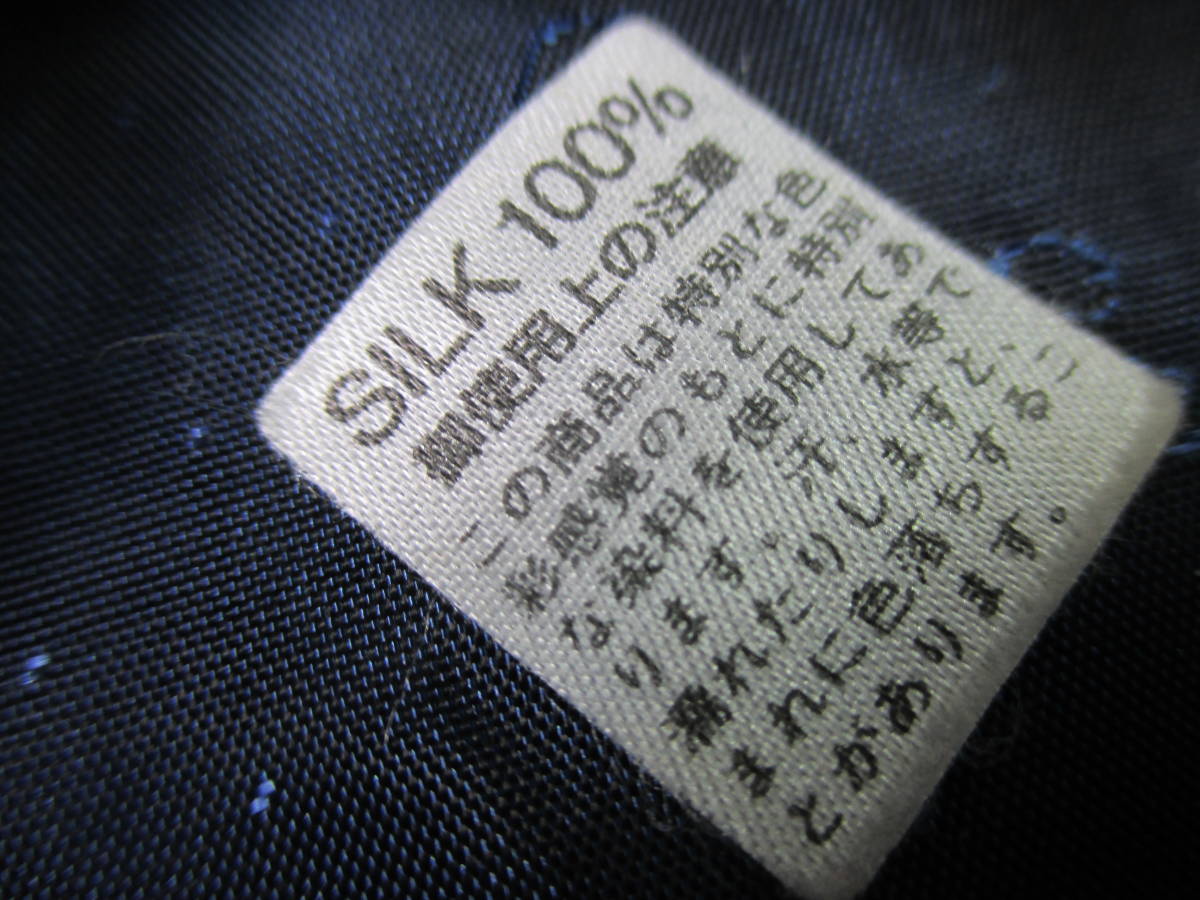 SILK 100%
御使用上の注意
この商品は特別な色
彩感覚のもとに特別
な染料を使用してあ
ります。汗、水等で
濡れたりしますと、
まれに色落ちするこ
とがあります。